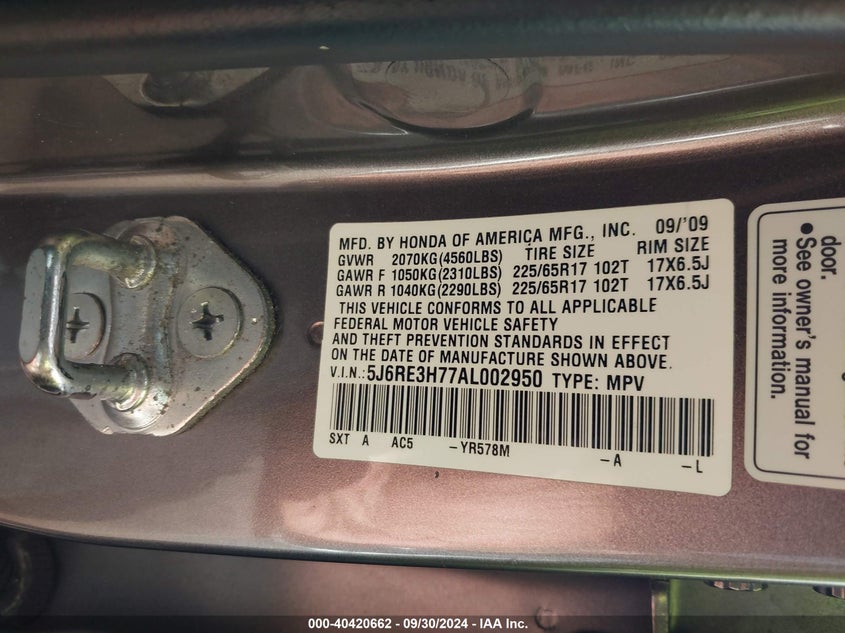 MFD. BY HONDA OF AMERICA MFG., INC. 09/'09
GVWR 2070KG(4560LBS) TIRE SIZE RIM SIZE
GAWR F 1050KG(2310LBS) 225/65R17 102T 17X6.5J
GAWR R 1040KG(2290LBS) 225/65R17 102T 17X6.5J
THIS VEHICLE CONFORMS TO ALL APPLICABLE
FEDERAL MOTOR VEHICLE SAFETY
AND THEFT PREVENTION STANDARDS IN EFFECT
ON THE DATE OF MANUFACTURE SHOWN ABOVE.
V.I.N.:5J6RE3H77AL002950 TYPE: MPV
SXT A AC5 -YR578M -A -L
door.
• See owner's manual for
more information.
000-40420662 - 09/30/2024 - IAA Inc.